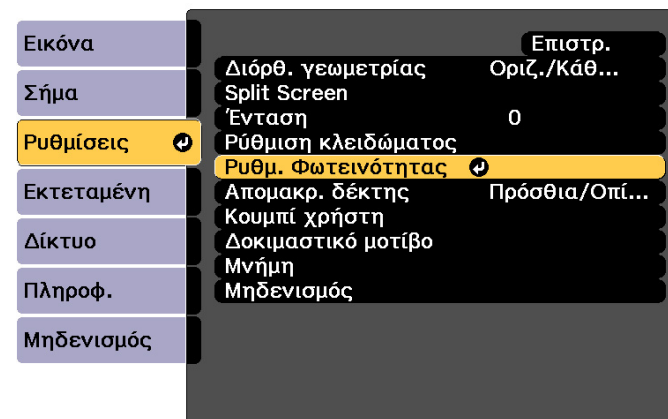 Εικόνα
Σήμα
Ρυθμίσεις
Εκτεταμένη
Δίκτυο
Πληροφ.
Μηδενισμός
Επιστρ.
Διόρθ. γεωμετρίας Οριζ./Κάθ...
Split Screen
Ένταση 0
Ρύθμιση κλειδώματος
Ρυθμ. Φωτεινότητας
Απομακρ. δέκτης Πρόσθια/Οπί...
Κουμπί χρήστη
Δοκιμαστικό μοτίβο
Μνήμη
Μηδενισμός